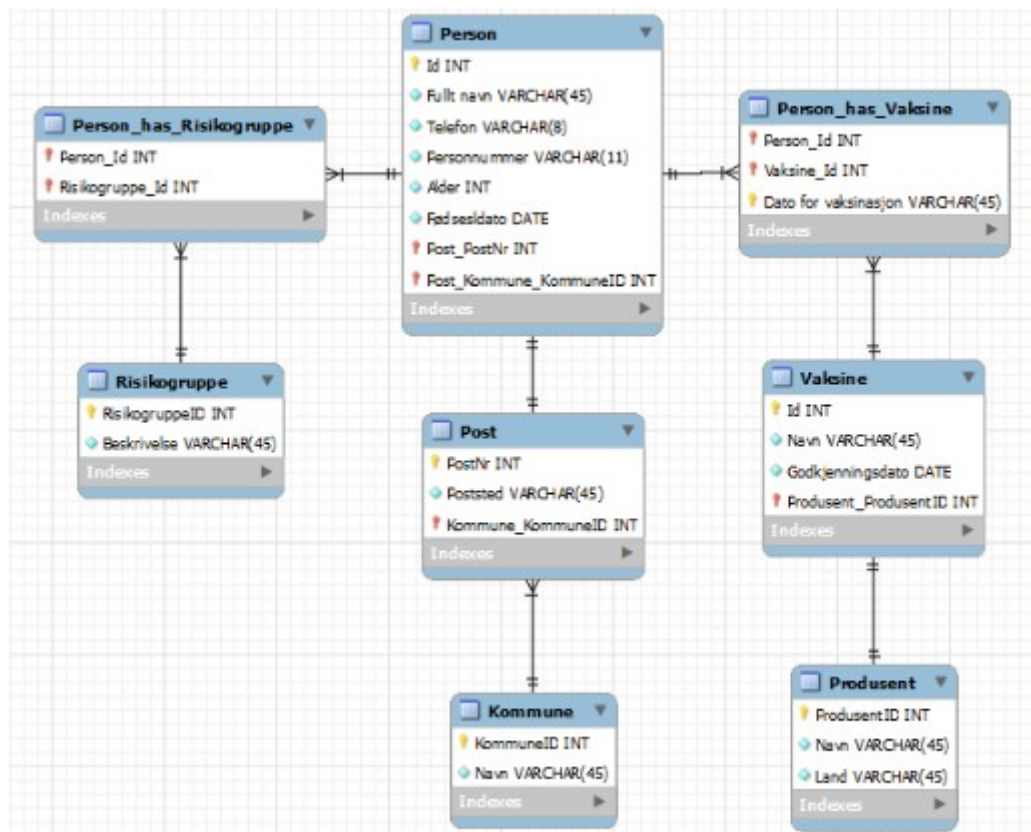 Person
Id INT
Fullt navn VARCHAR(45)
Telefon VARCHAR(8)
Personnummer VARCHAR(11)
Alder INT
Fødsesldato DATE
Post_PostNr INT
Post_Kommune_KommuneID INT
Indexes
Person_has_Risikogruppe
Person_Id INT
Risikogruppe_Id INT
Indexes
Person_has_Vaksine
Person_Id INT
Vaksine_Id INT
Dato for vaksinasjon VARCHAR(45)
Indexes
Risikogruppe
RisikogruppeID INT
Beskrivelse VARCHAR(45)
Indexes
Post
PostNr INT
Poststed VARCHAR(45)
Kommune_KommuneID INT
Indexes
Vaksine
Id INT
Navn VARCHAR(45)
Godkjenningsdato DATE
Produsent_ProdusentID INT
Indexes
Kommune
KommuneID INT
Navn VARCHAR(45)
Indexes
Produsent
ProdusentID INT
Navn VARCHAR(45)
Land VARCHAR(45)
Indexes